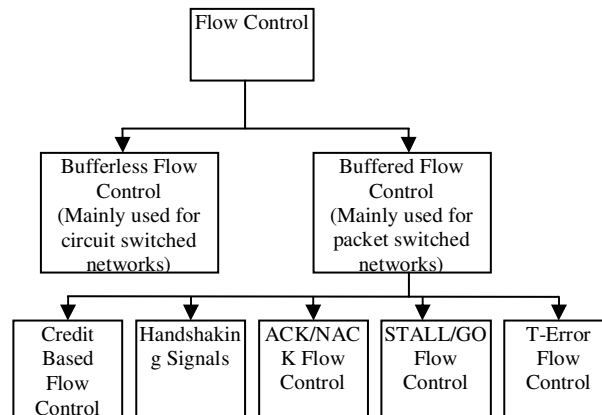 Flow Control
Bufferless Flow
Control
(Mainly used for
circuit switched
networks)
Buffered Flow
Control
(Mainly used for
packet switched
networks)
Credit
Based
Flow
Control
Handshakin
g Signals
ACK/NAC
K Flow
Control
STALL/GO
Flow
Control
T-Error
Flow
Control